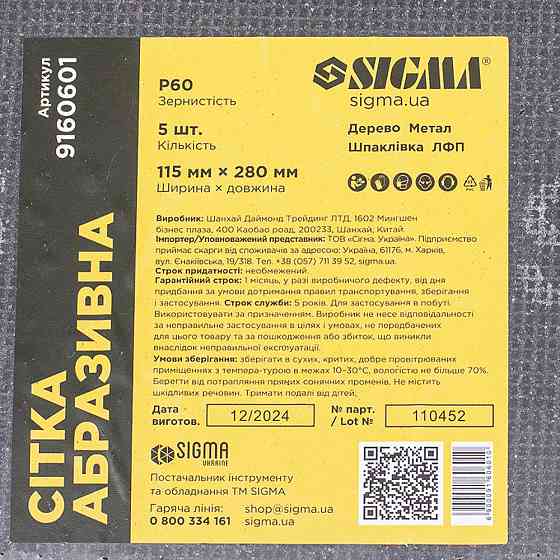 Артикул
9160601
СІТКА
АБРАЗИВНА
P60
Зернистість
5 шт.
Кількість
115 мм × 280 мм
Ширина × довжина
SIGMA®
sigma.ua
Дерево Метал
Шпаклівка ЛФП
Виробник: Шанхай Даймонд Трейдинг ЛТД, 1602 Мингшен
бізнес плаза, 400 Каобао роад, 200233, Шанхай, Китай.
Імпортер/Уповноважений представник: ТОВ «Сігма Україна». Підприємство
приймає скарги від споживачів за адресою: Україна, 61176, м. Харків,
вул. Єнакієвська, 19/318. Тел. +38 (057) 711 39 52, sigma.ua.
Строк придатності: необмежений.
Гарантійний строк: 1 місяць, у разі виробничого дефекту, від дня
придбання за умови дотримання правил транспортування, зберігання
і застосування. Строк служби: 5 років. Для застосування в побуті.
Використовувати за призначенням. Виробник не несе відповідальності
за неправильне застосування в цілях і умовах, не передбачених
для цього товару та за пошкодження або збиток, що виникли
внаслідок неправильної експлуатації.
Умови зберігання: зберігати в сухих, критих, добре провітрюваних
приміщеннях з темпера-турою в межах 10-30°C, вологістю не більше 70%.
Берегти від потрапляння прямих сонячних променів. Не містить
шкідливих речовин. Тримати подалі від дітей.
Дата
виготов.
12/2024
№ парт.
/ Lot №
110452
SIGMA
UKRAINE
Постачальник інструменту
та обладнання ТМ SIGMA
Гаряча лінія:
0 800 334 161
shop@sigma.ua
sigma.ua